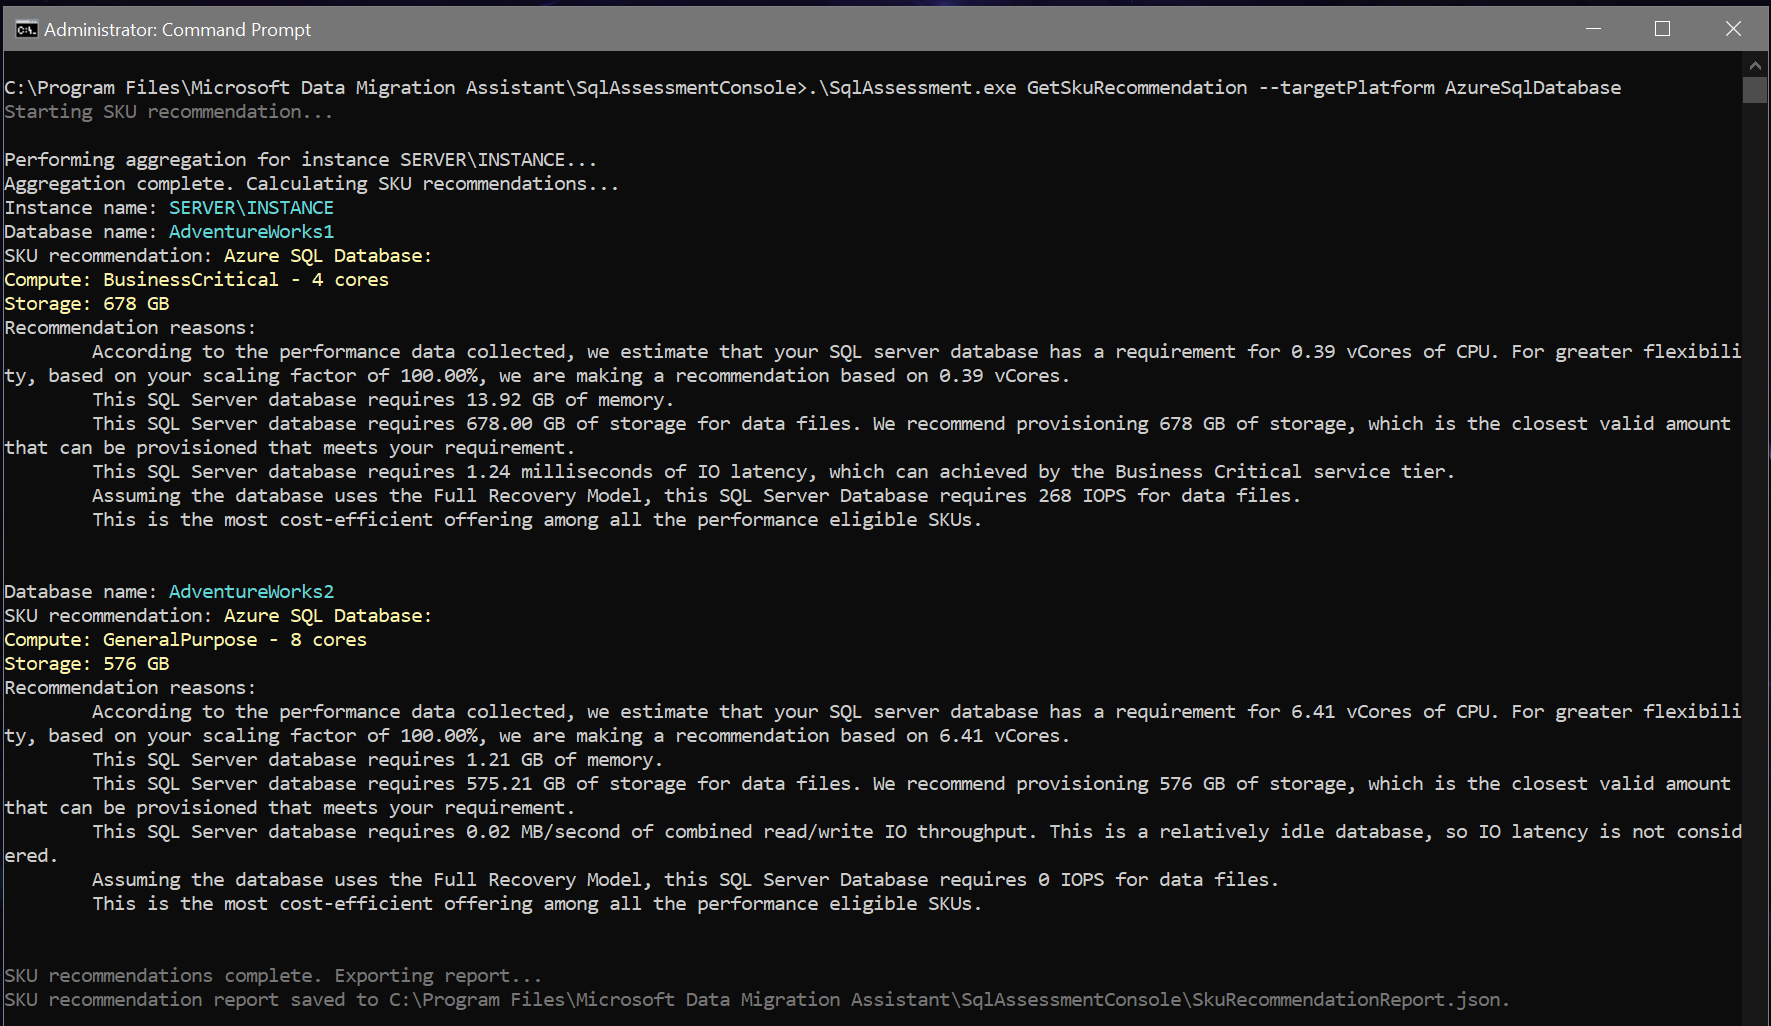 Administrator: Command Prompt
C:\Program Files\Microsoft Data Migration Assistant\SqlAssessmentConsole>.\SqlAssessment.exe GetSkuRecommendation --targetPlatform AzureSqlDatabase
Starting SKU recommendation...
Performing aggregation for instance SERVER\INSTANCE...
Aggregation complete. Calculating SKU recommendations...
Instance name: SERVER\INSTANCE
Database name: AdventureWorks1
SKU recommendation: Azure SQL Database:
Compute: BusinessCritical - 4 cores
Storage: 678 GB
Recommendation reasons:
According to the performance data collected, we estimate that your SQL server database has a requirement for 0.39 vCores of CPU. For greater flexibili
ty, based on your scaling factor of 100.00%, we are making a recommendation based on 0.39 vCores.
This SQL Server database requires 13.92 GB of memory.
This SQL Server database requires 678.00 GB of storage for data files. We recommend provisioning 678 GB of storage, which is the closest valid amount
that can be provisioned that meets your requirement.
This SQL Server database requires 1.24 milliseconds of IO latency, which can achieved by the Business Critical service tier.
Assuming the database uses the Full Recovery Model, this SQL Server Database requires 268 IOPS for data files.
This is the most cost-efficient offering among all the performance eligible SKUs.
Database name: AdventureWorks2
SKU recommendation: Azure SQL Database:
Compute: GeneralPurpose - 8 cores
Storage: 576 GB
Recommendation reasons:
According to the performance data collected, we estimate that your SQL server database has a requirement for 6.41 vCores of CPU. For greater flexibili
ty, based on your scaling factor of 100.00%, we are making a recommendation based on 6.41 vCores.
This SQL Server database requires 1.21 GB of memory.
This SQL Server database requires 575.21 GB of storage for data files. We recommend provisioning 576 GB of storage, which is the closest valid amount
that can be provisioned that meets your requirement.
This SQL Server database requires 0.02 MB/second of combined read/write IO throughput. This is a relatively idle database, so IO latency is not consid
ered.
Assuming the database uses the Full Recovery Model, this SQL Server Database requires 0 IOPS for data files.
This is the most cost-efficient offering among all the performance eligible SKUs.
SKU recommendations complete. Exporting report...
SKU recommendation report saved to C:\Program Files\Microsoft Data Migration Assistant\SqlAssessmentConsole\SkuRecommendationReport.json.